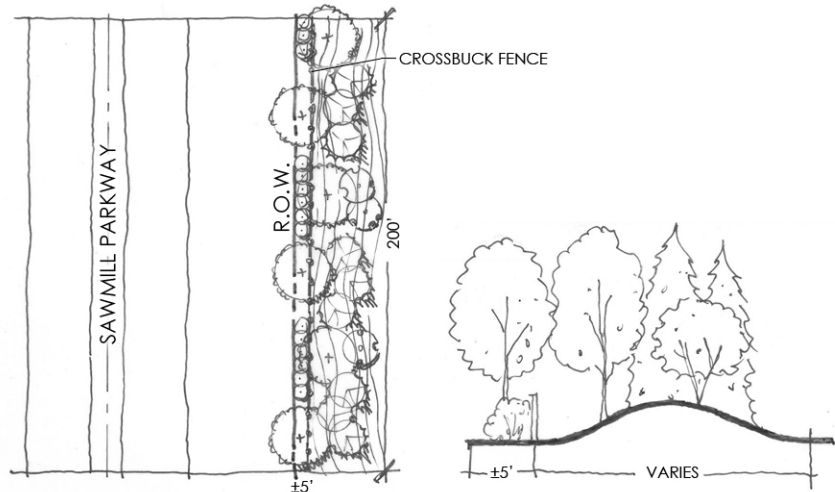 CROSSBUCK FENCE
SAWMILL PARKWAY
R.O.W.
200'
±5'
±5'
VARIES